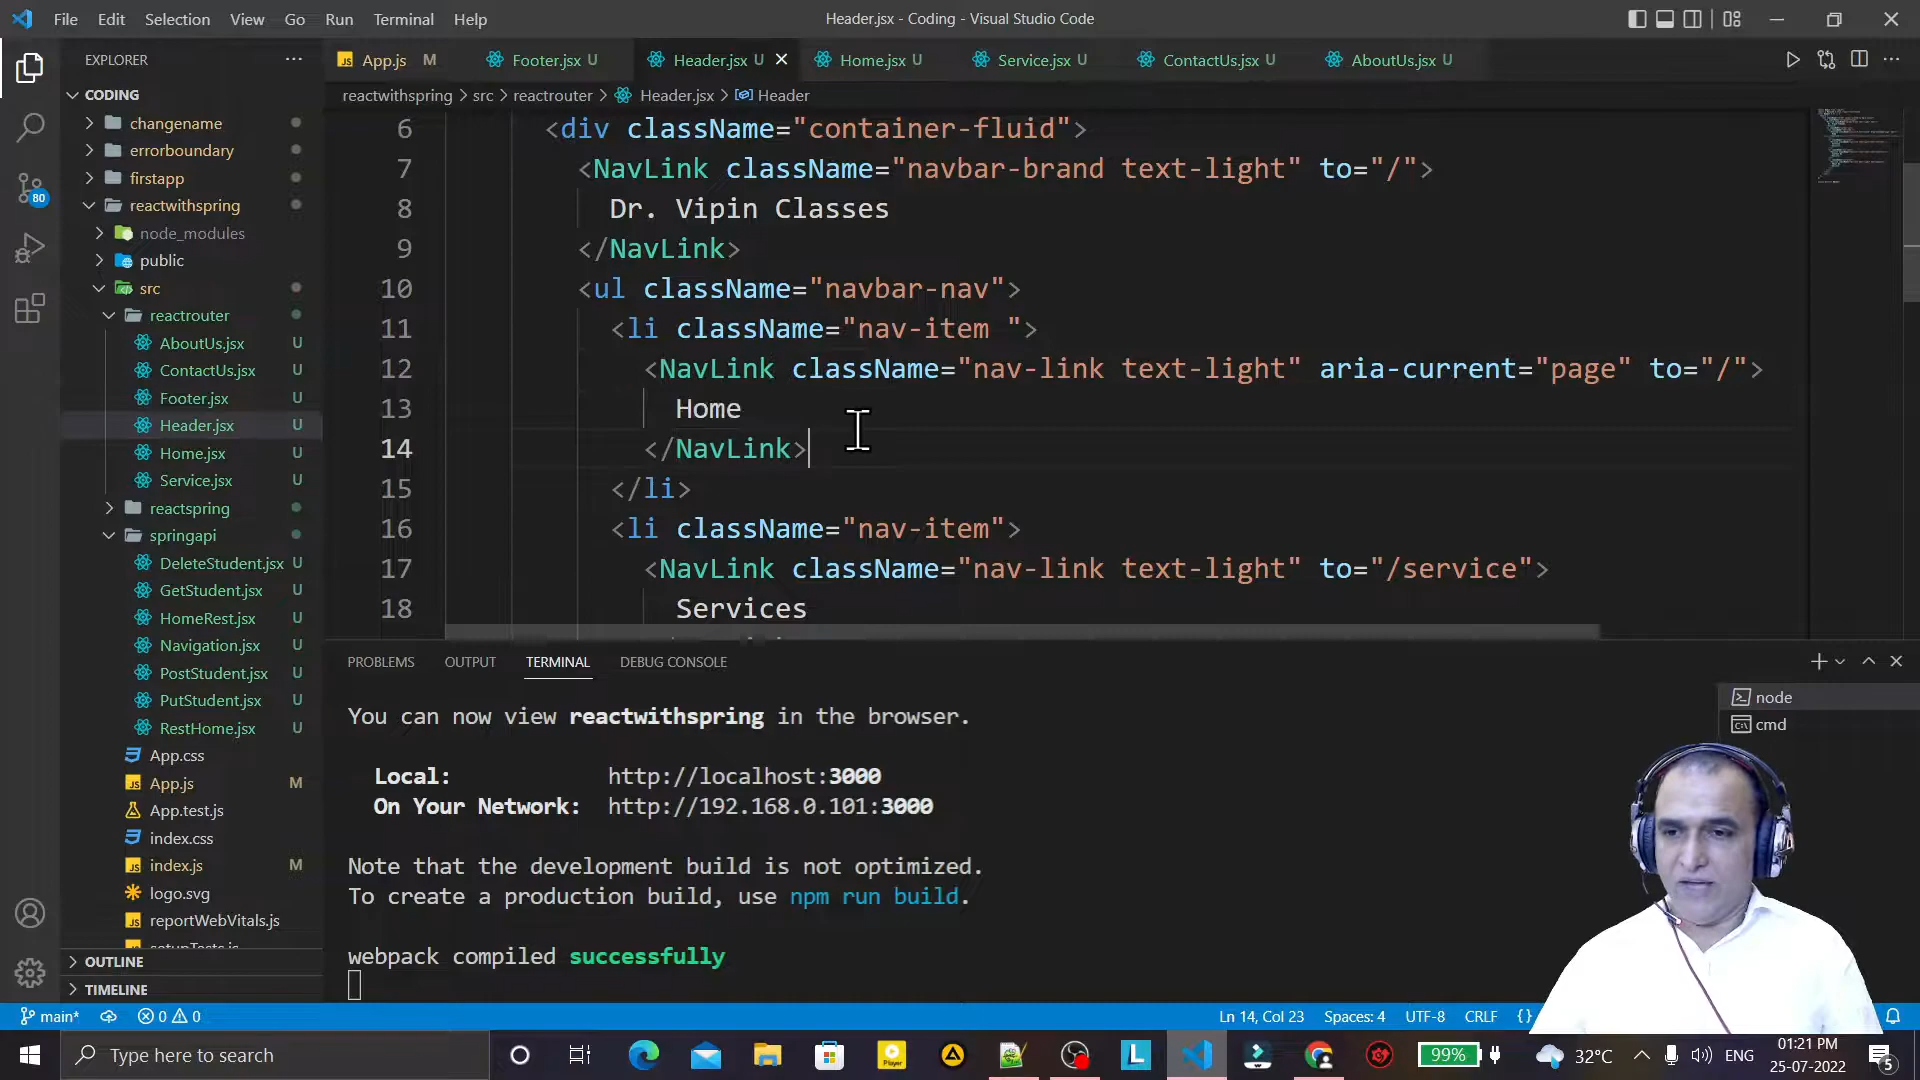 File Edit Selection View Go Run Terminal Help
Header.jsx - Coding - Visual Studio Code
EXPLORER
App.js M
Footer.jsx U
Header.jsx U
Home.jsx U
Service.jsx U
ContactUs.jsx U
AboutUs.jsx U
CODING
reactwithspring > src > reactrouter > Header.jsx > Header
changename
errorboundary
firstapp
reactwithspring
node_modules
public
src
reactrouter
AboutUs.jsx U
ContactUs.jsx U
Footer.jsx U
Header.jsx U
Home.jsx U
Service.jsx U
reactspring
springapi
DeleteStudent.jsx U
GetStudent.jsx U
HomeRest.jsx U
Navigation.jsx U
PostStudent.jsx U
PutStudent.jsx U
RestHome.jsx U
App.css
App.js M
App.test.js
index.css
index.js M
logo.svg
reportWebVitals.js
setupTests.js
OUTLINE
TIMELINE
80
6 <div className="container-fluid">
7 <NavLink className="navbar-brand text-light" to="/">
8 Dr. Vipin Classes
9 </NavLink>
10 <ul className="navbar-nav">
11 <li className="nav-item ">
12 <NavLink className="nav-link text-light" aria-current="page" to="/">
13 Home
14 </NavLink>
15 </li>
16 <li className="nav-item">
17 <NavLink className="nav-link text-light" to="/service">
18 Services
PROBLEMS OUTPUT TERMINAL DEBUG CONSOLE
node
cmd
You can now view reactwithspring in the browser.
Local: http://localhost:3000
On Your Network: http://192.168.0.101:3000
Note that the development build is not optimized.
To create a production build, use npm run build.
webpack compiled successfully
main* 0 0
Ln 14, Col 23 Spaces: 4 UTF-8 CRLF {}
Type here to search
99% 32°C ENG 01:21 PM
25-07-2022
5